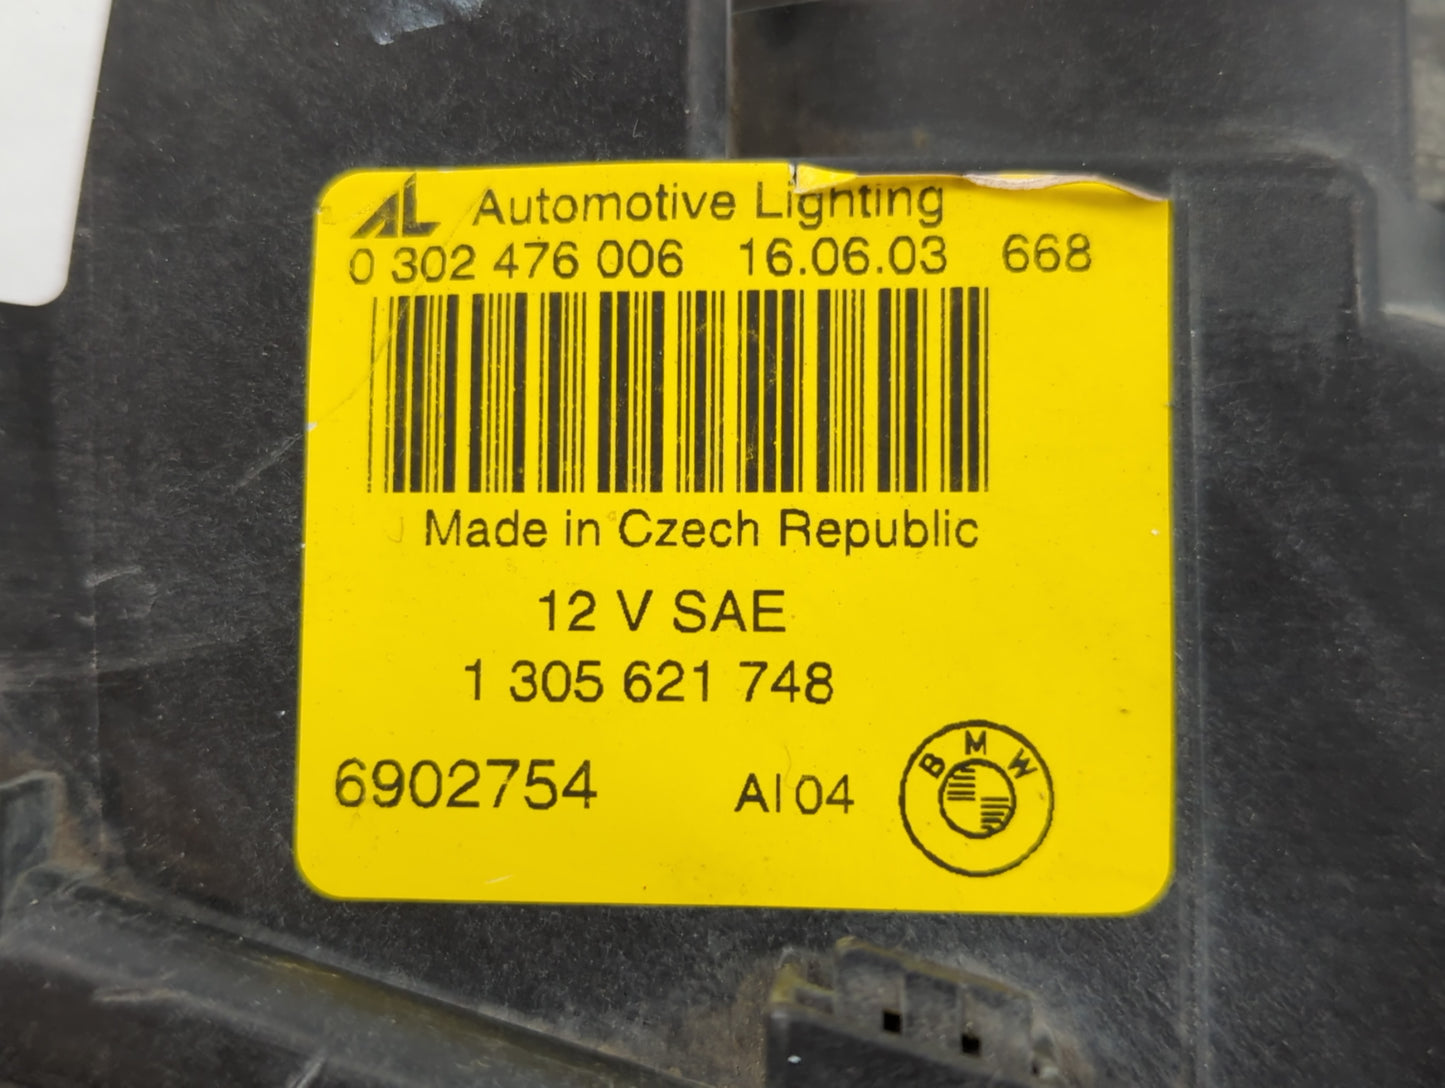 AL Automotive Lighting
0 302 476 006 16.06.03 668
Made in Czech Republic
12 V SAE
1 305 621 748
6902754 AI 04
BMW